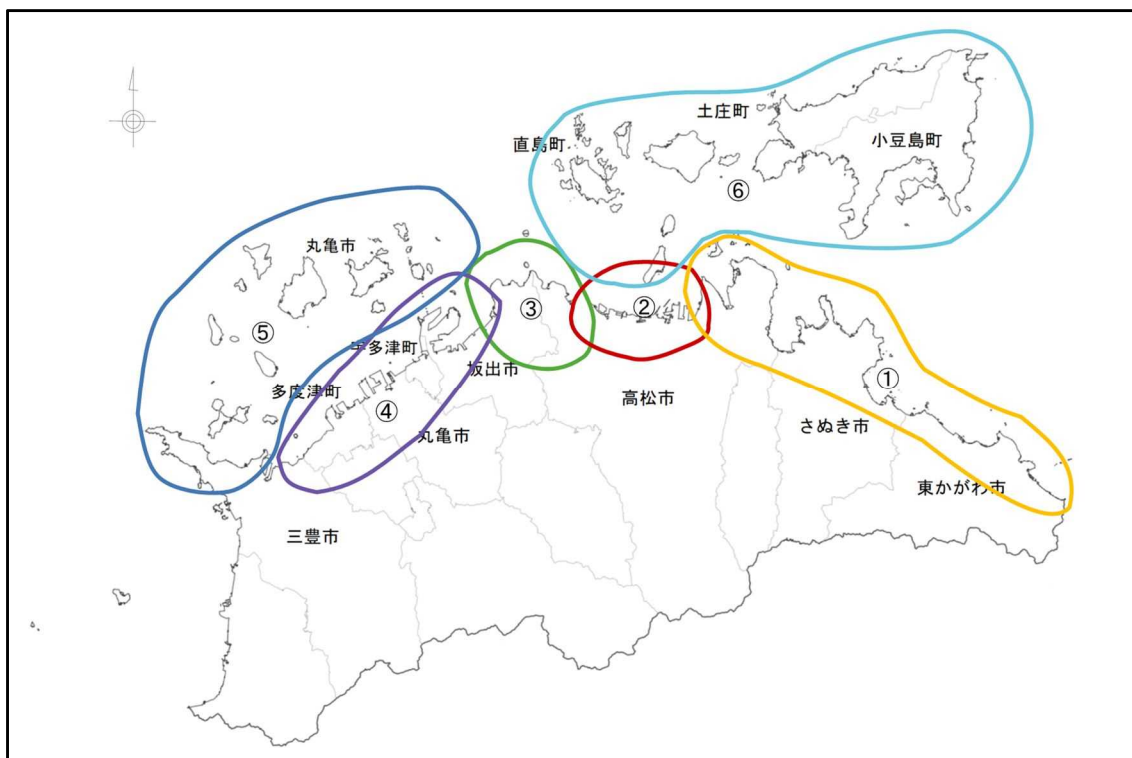 土庄町
直島町
小豆島町
⑥
丸亀市
③
②
⑤
宇多津町
坂出市
①
多度津町
高松市
④
丸亀市
さぬき市
東かがわ市
三豊市